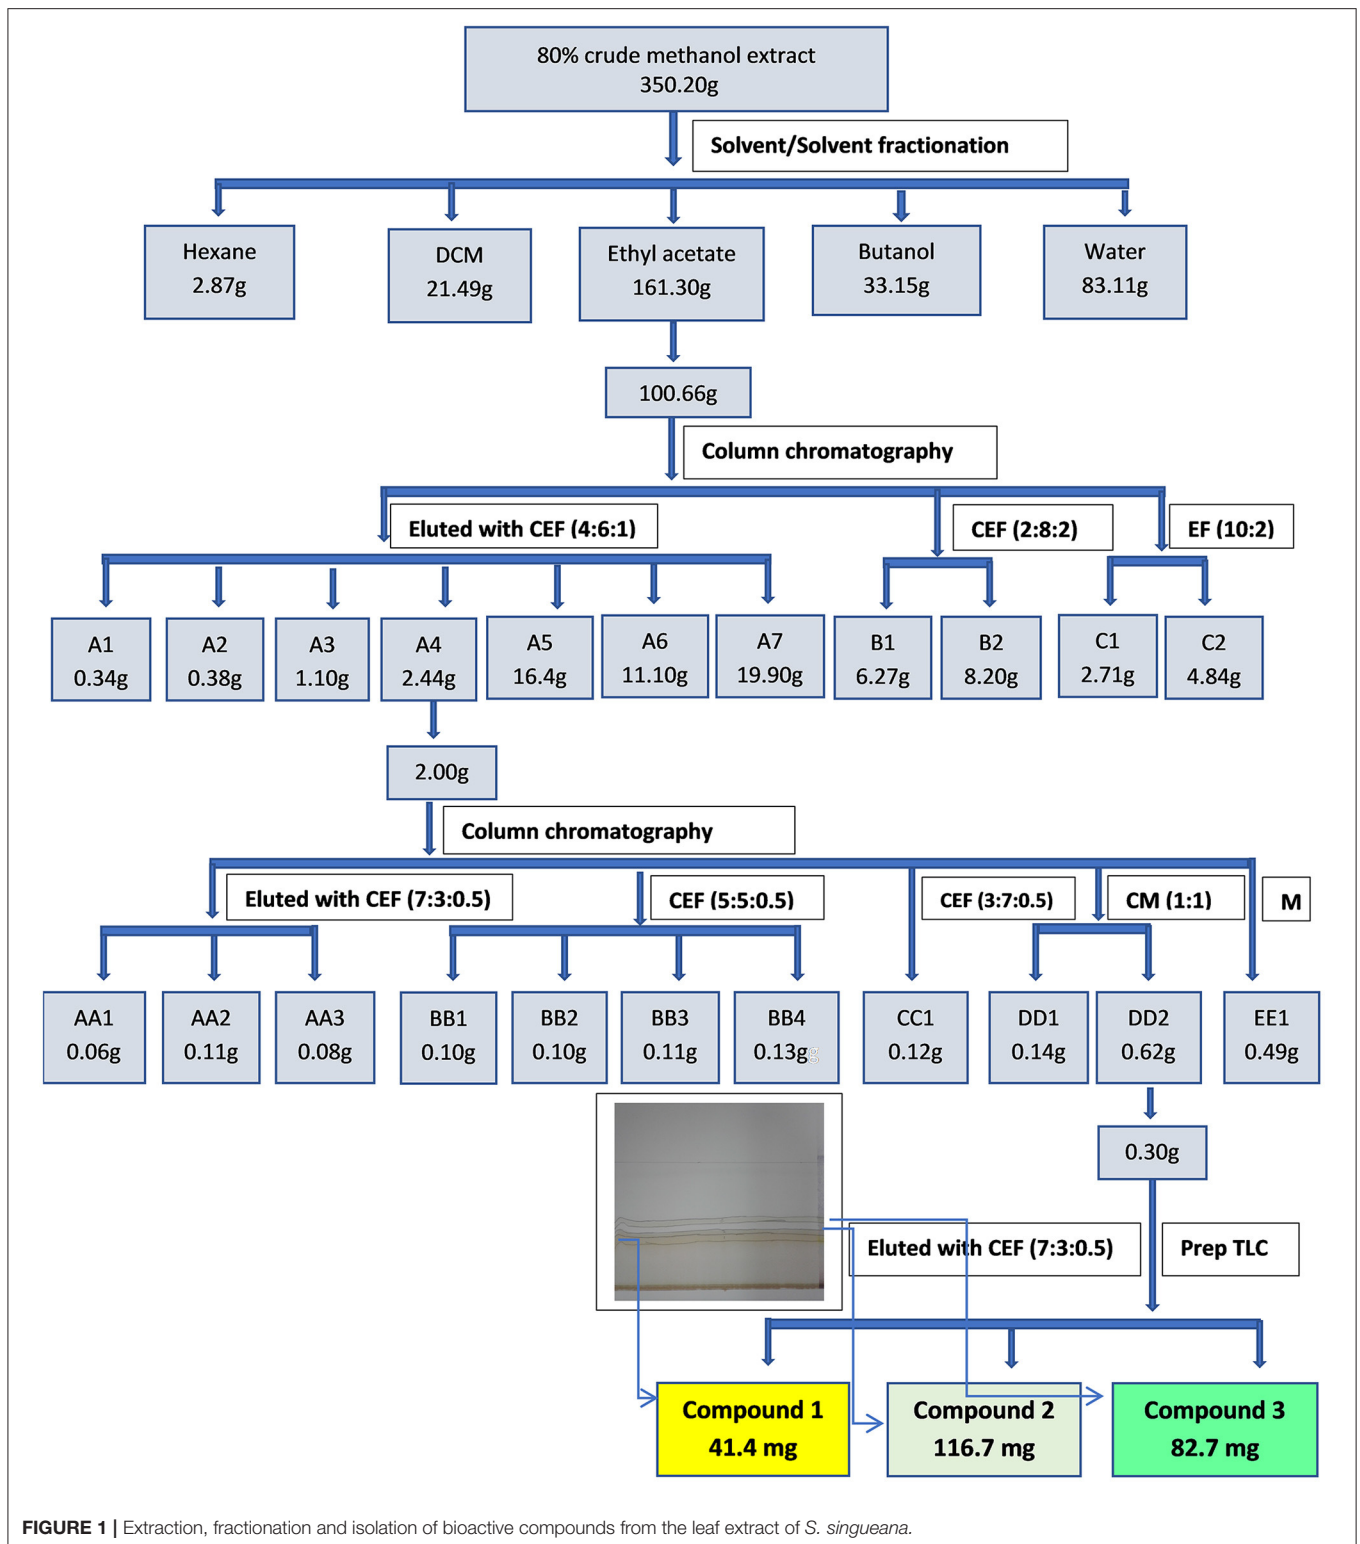 80% crude methanol extract
350.20g
Solvent/Solvent fractionation
Hexane
2.87g
DCM
21.49g
Ethyl acetate
161.30g
Butanol
33.15g
Water
83.11g
100.66g
Column chromatography
Eluted with CEF (4:6:1)
CEF (2:8:2)
EF (10:2)
A1
0.34g
A2
0.38g
A3
1.10g
A4
2.44g
A5
16.4g
A6
11.10g
A7
19.90g
B1
6.27g
B2
8.20g
C1
2.71g
C2
4.84g
2.00g
Column chromatography
Eluted with CEF (7:3:0.5)
CEF (5:5:0.5)
CEF (3:7:0.5)
CM (1:1)
M
AA1
0.06g
AA2
0.11g
AA3
0.08g
BB1
0.10g
BB2
0.10g
BB3
0.11g
BB4
0.13gg
CC1
0.12g
DD1
0.14g
DD2
0.62g
EE1
0.49g
0.30g
Eluted with CEF (7:3:0.5)
Prep TLC
Compound 1
41.4 mg
Compound 2
116.7 mg
Compound 3
82.7 mg
FIGURE 1 | Extraction, fractionation and isolation of bioactive compounds from the leaf extract of S. singueana.